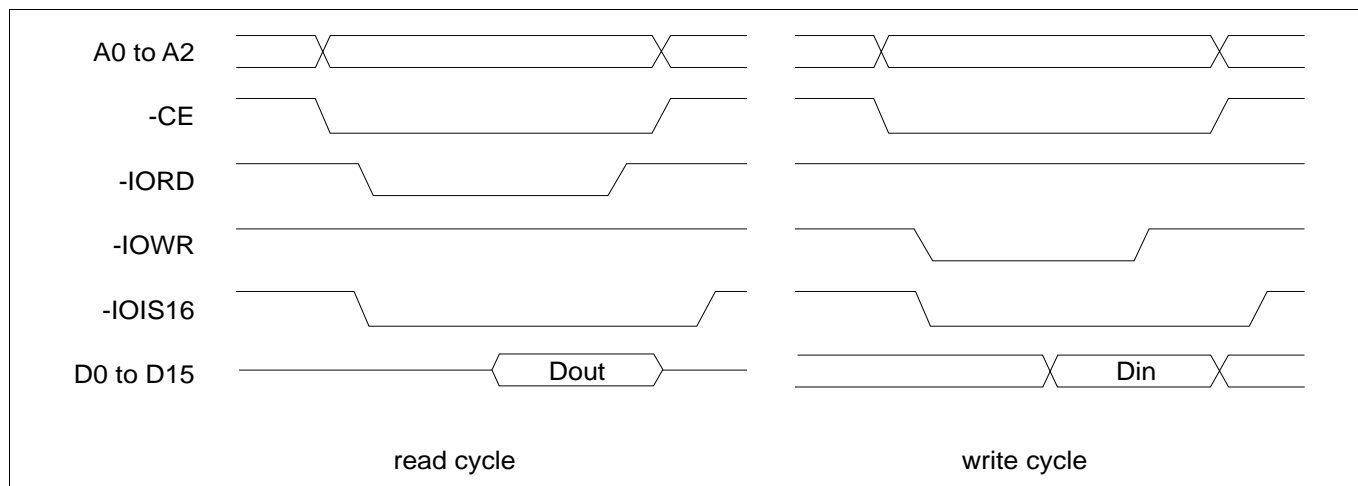 A0 to A2
-CE
-IORD
-IOWR
-IOIS16
D0 to D15 Dout Din
read cycle write cycle